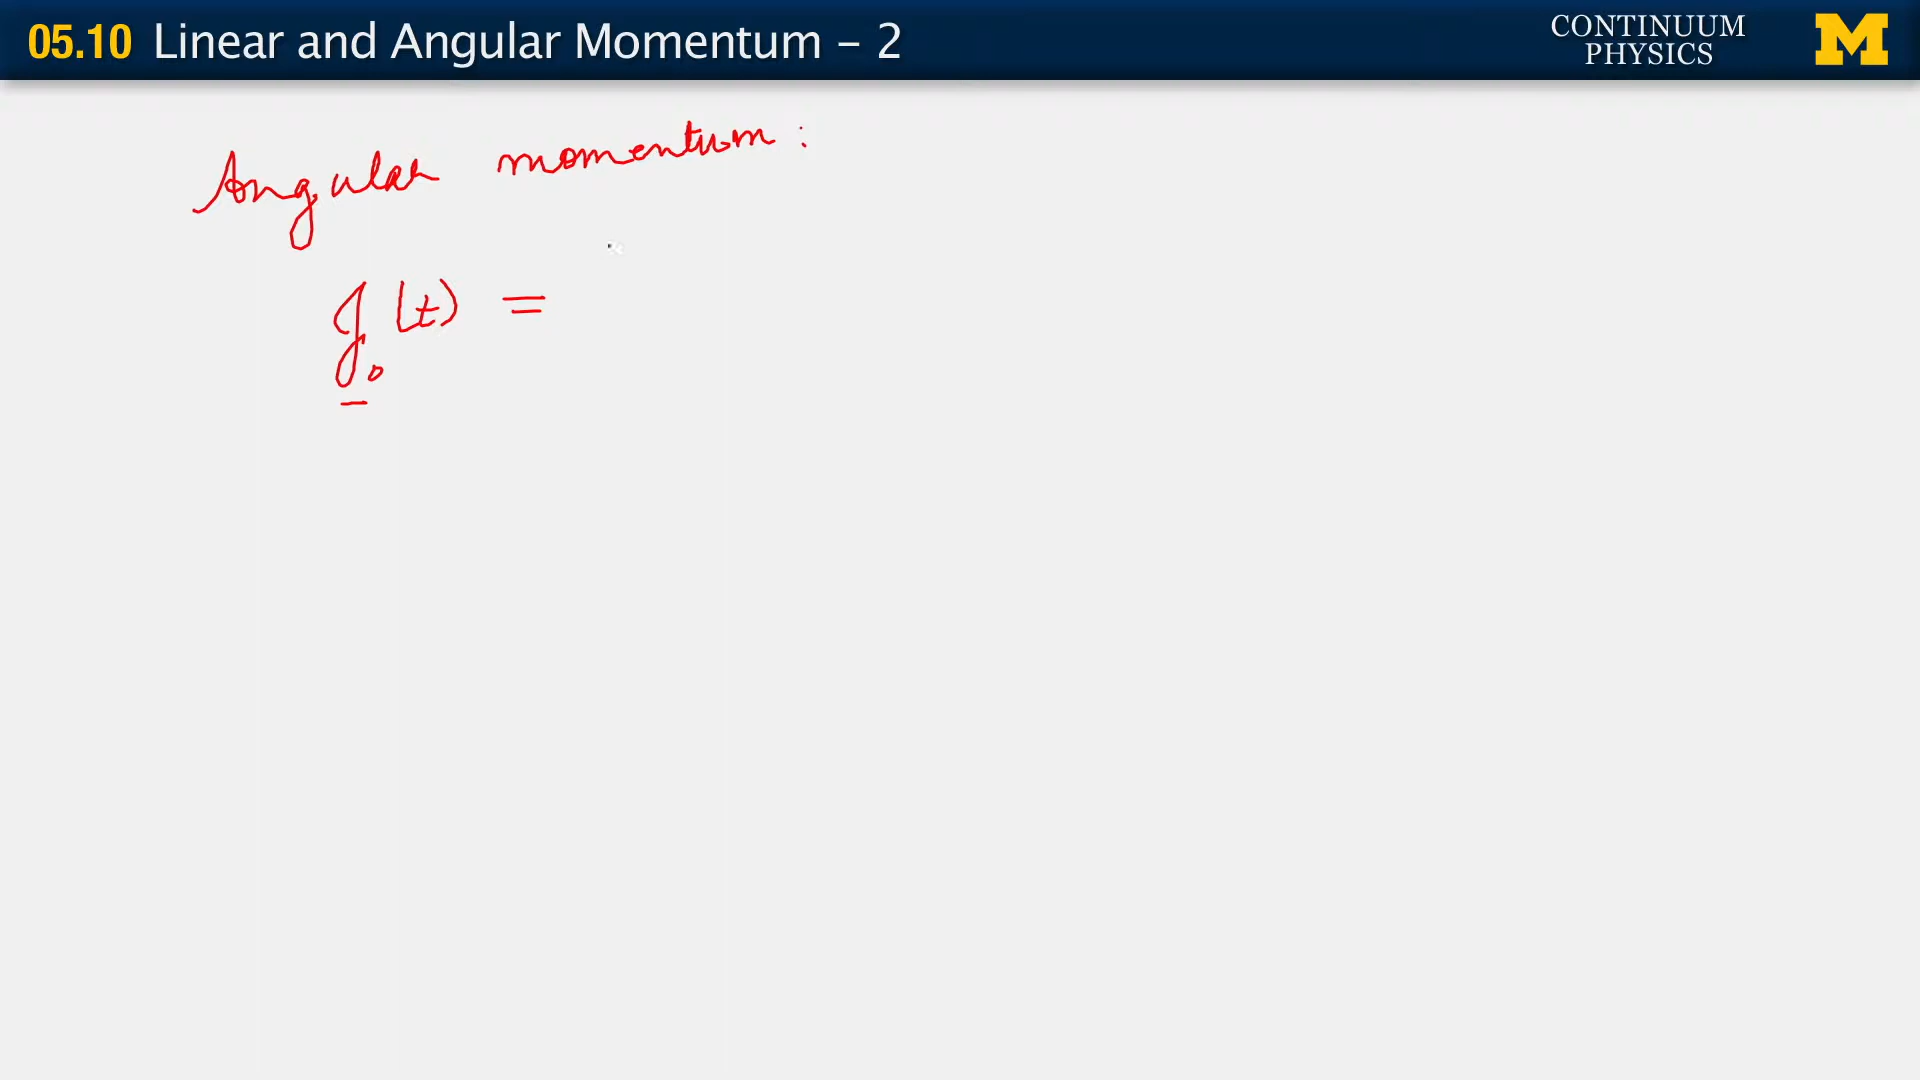 05.10 Linear and Angular Momentum – 2
CONTINUUM
PHYSICS
M
Angular momentum :
J₀ (t) =